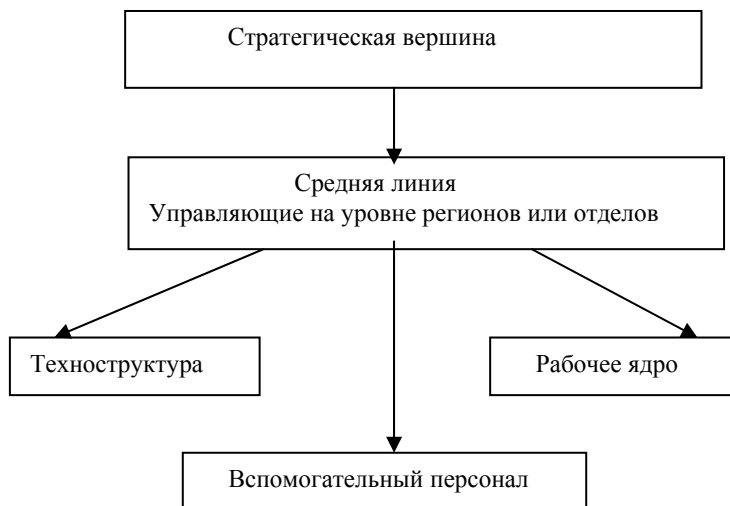 Стратегическая вершина
Средняя линия
Управляющие на уровне регионов или отделов
Техноструктура
Рабочее ядро
Вспомогательный персонал